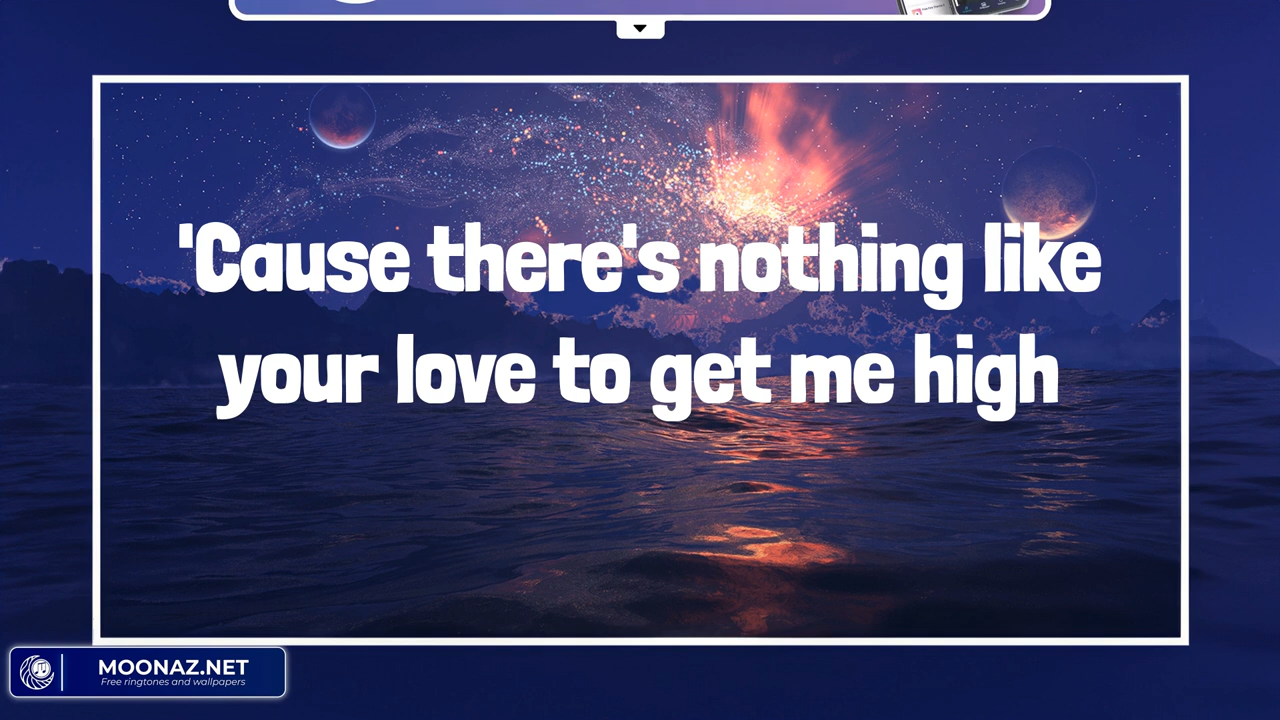 'Cause there's nothing like
your love to get me high
MOONAZ.NET
Free ringtones and wallpapers